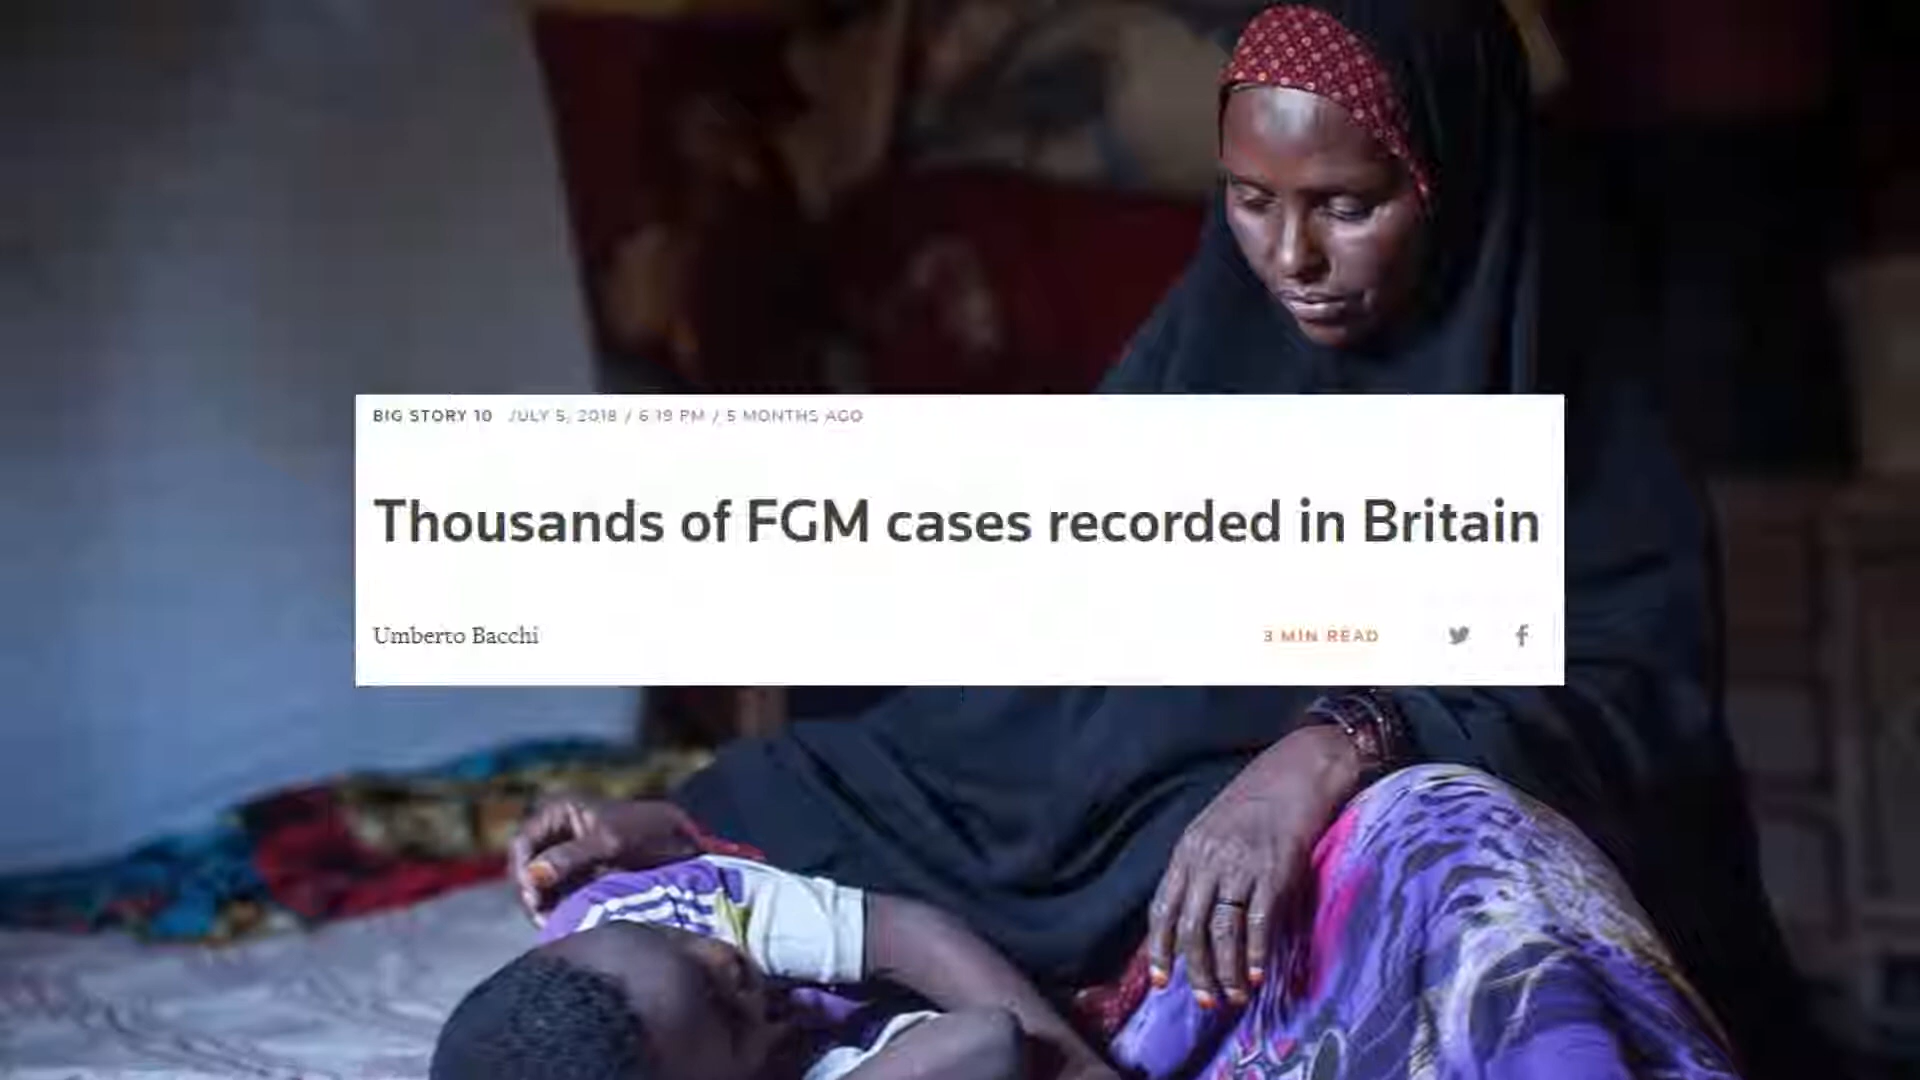 BIG STORY 10 JULY 5, 2018 / 6:19 PM / 5 MONTHS AGO
Thousands of FGM cases recorded in Britain
Umberto Bacchi
3 MIN READ